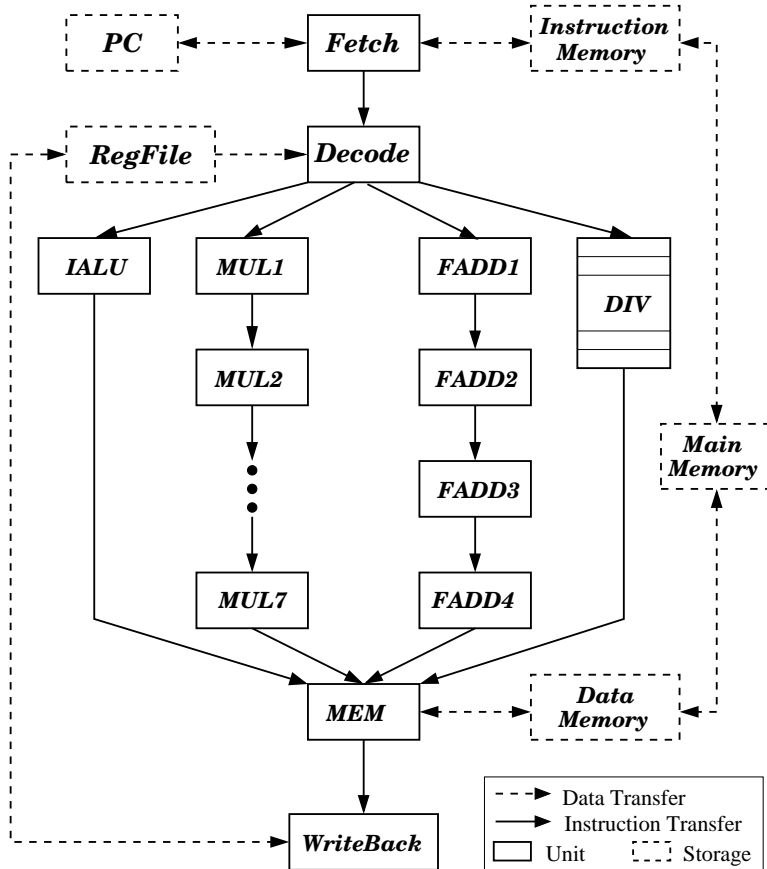 PC
Fetch
Instruction
Memory
RegFile
Decode
IALU
MUL1
FADD1
DIV
MUL2
FADD2
Main
Memory
FADD3
MUL7
FADD4
MEM
Data
Memory
WriteBack
Data Transfer
Instruction Transfer
Unit
Storage